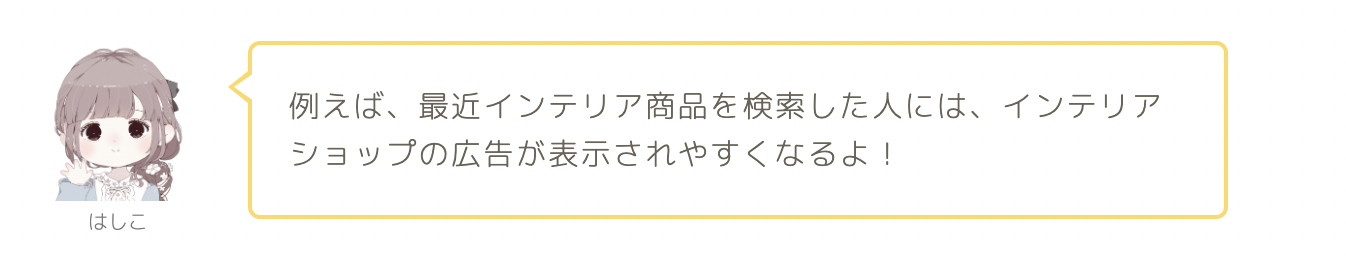 例えば、最近インテリア商品を検索した人には、インテリア
ショップの広告が表示されやすくなるよ！
はしこ